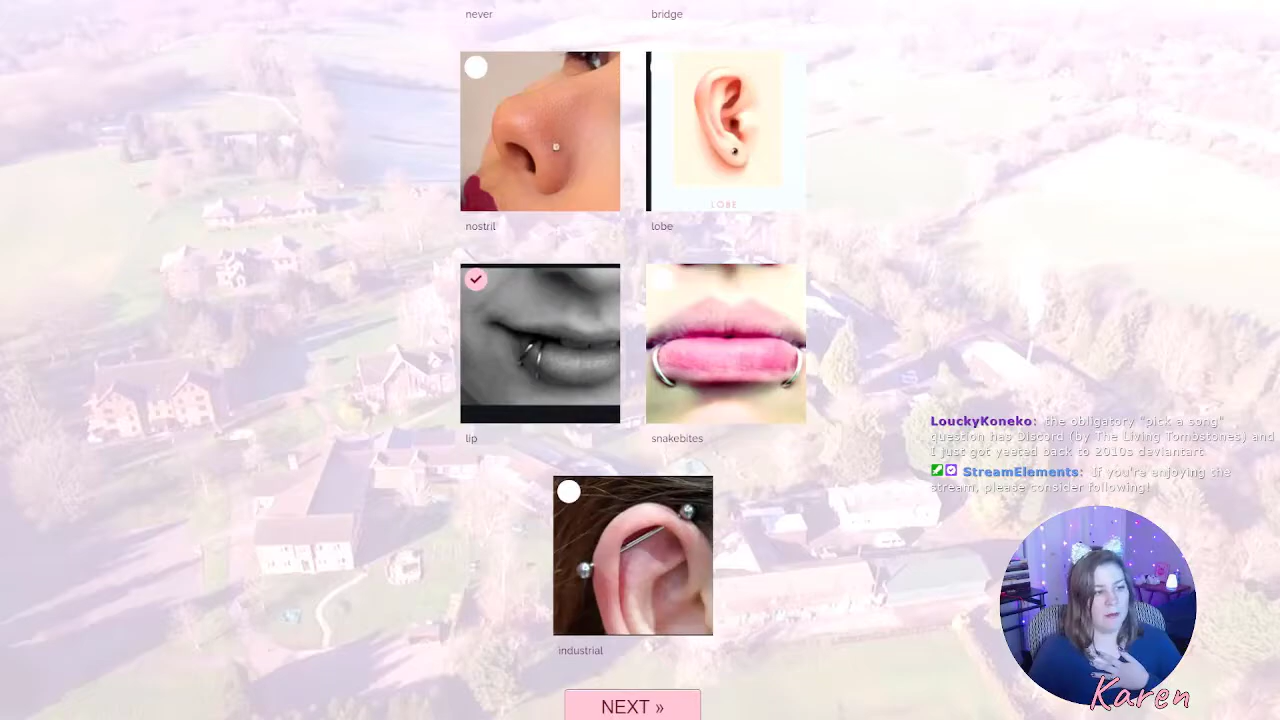 never
bridge
LOBE
nostril
lobe
lip
snakebites
industrial
NEXT »
LouckyKoneko: the obligatory "pick a song"
question has Discord (by The Living Tombstones) and
I just got yeeted back to 2010s deviantart
StreamElements: If you're enjoying the
stream, please consider following!
Karen